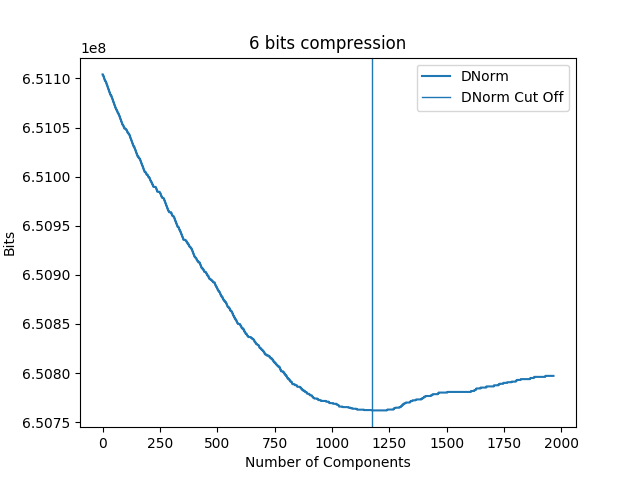 6 bits compression
1e8
6.5110
6.5105
6.5100
6.5095
6.5090
6.5085
6.5080
6.5075
Bits
DNorm
DNorm Cut Off
0 250 500 750 1000 1250 1500 1750 2000
Number of Components